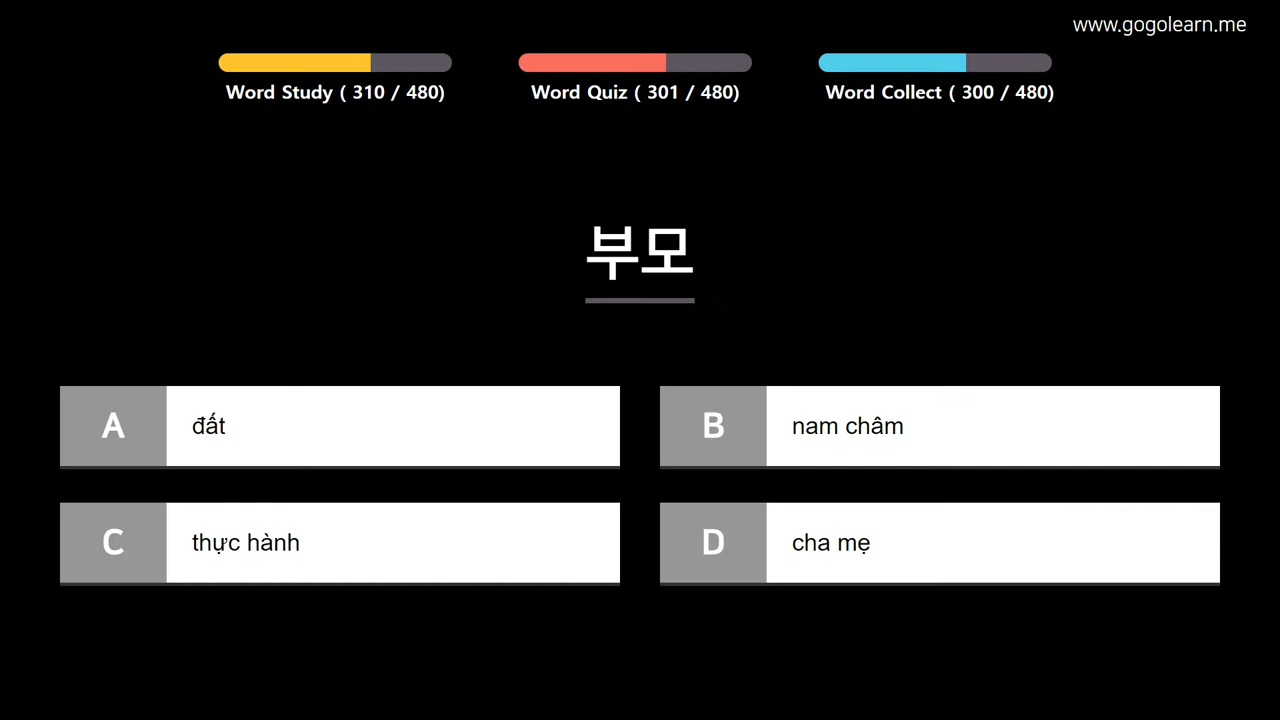 www.gogolearn.me
Word Study ( 310 / 480)
Word Quiz ( 301 / 480)
Word Collect ( 300 / 480)
부모
A
đất
B
nam châm
C
thực hành
D
cha mẹ